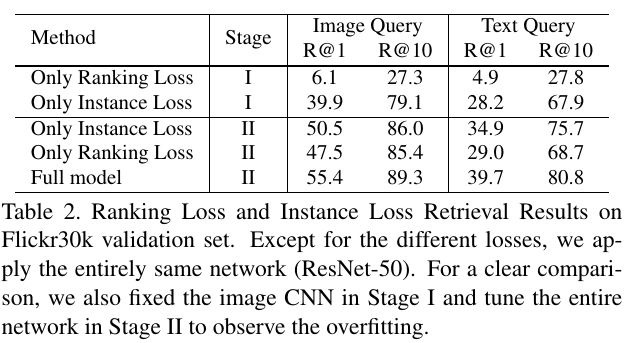 Method Stage Image Query Text Query
R@1 R@10 R@1 R@10
Only Ranking Loss I 6.1 27.3 4.9 27.8
Only Instance Loss I 39.9 79.1 28.2 67.9
Only Instance Loss II 50.5 86.0 34.9 75.7
Only Ranking Loss II 47.5 85.4 29.0 68.7
Full model II 55.4 89.3 39.7 80.8
Table 2. Ranking Loss and Instance Loss Retrieval Results on
Flickr30k validation set. Except for the different losses, we ap-
ply the entirely same network (ResNet-50). For a clear compari-
son, we also fixed the image CNN in Stage I and tune the entire
network in Stage II to observe the overfitting.